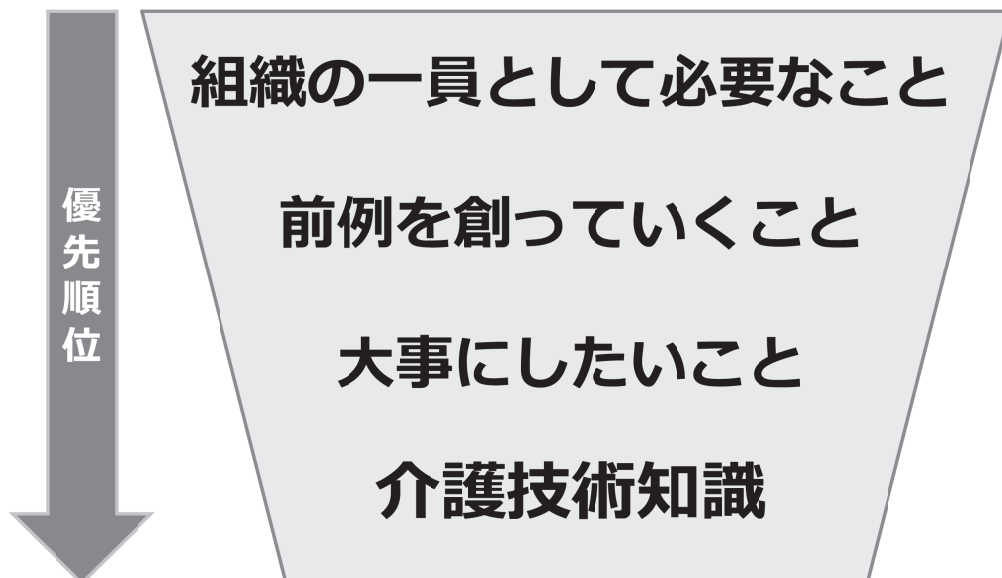 優先順位
組織の一員として必要なこと
前例を創っていくこと
大事にしたいこと
介護技術知識